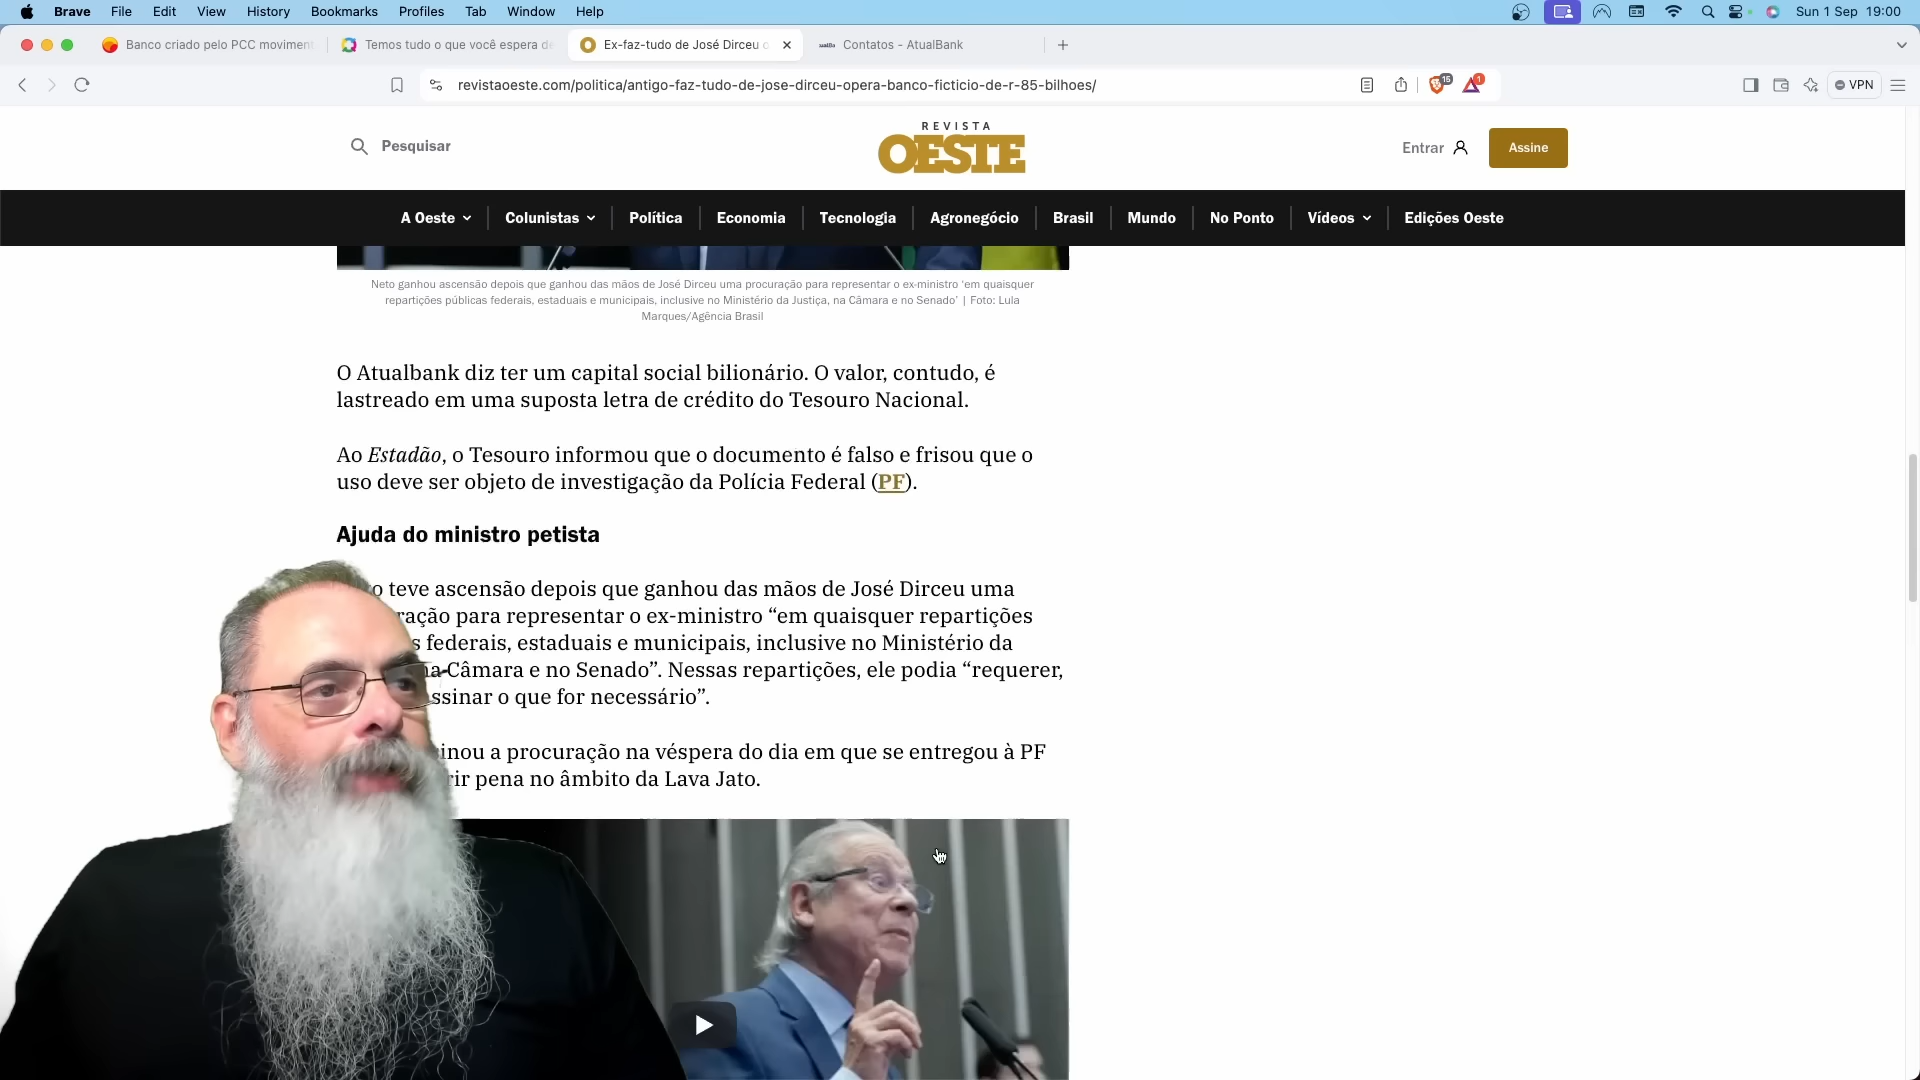 Brave File Edit View History Bookmarks Profiles Tab Window Help Sun 1 Sep 19:00
Banco criado pelo PCC movimen Temos tudo o que você espera de Ex-faz-tudo de José Dirceu o Contatos - AtualBank
revistaoeste.com/politica/antigo-faz-tudo-de-jose-dirceu-opera-banco-ficticio-de-r-85-bilhoes/ 15 1 VPN
Pesquisar
REVISTA
OESTE
Entrar
Assine
A Oeste Colunistas Política Economia Tecnologia Agronegócio Brasil Mundo No Ponto Vídeos Edições Oeste
Neto ganhou ascensão depois que ganhou das mãos de José Dirceu uma procuração para representar o ex-ministro ‘em quaisquer
repartições públicas federais, estaduais e municipais, inclusive no Ministério da Justiça, na Câmara e no Senado’ | Foto: Lula
Marques/Agência Brasil
O Atualbank diz ter um capital social bilionário. O valor, contudo, é
lastreado em uma suposta letra de crédito do Tesouro Nacional.
Ao Estadão, o Tesouro informou que o documento é falso e frisou que o
uso deve ser objeto de investigação da Polícia Federal (PF).
Ajuda do ministro petista
o teve ascensão depois que ganhou das mãos de José Dirceu uma
ração para representar o ex-ministro “em quaisquer repartições
s federais, estaduais e municipais, inclusive no Ministério da
na Câmara e no Senado”. Nessas repartições, ele podia “requerer,
ssinar o que for necessário”.
inou a procuração na véspera do dia em que se entregou à PF
rir pena no âmbito da Lava Jato.